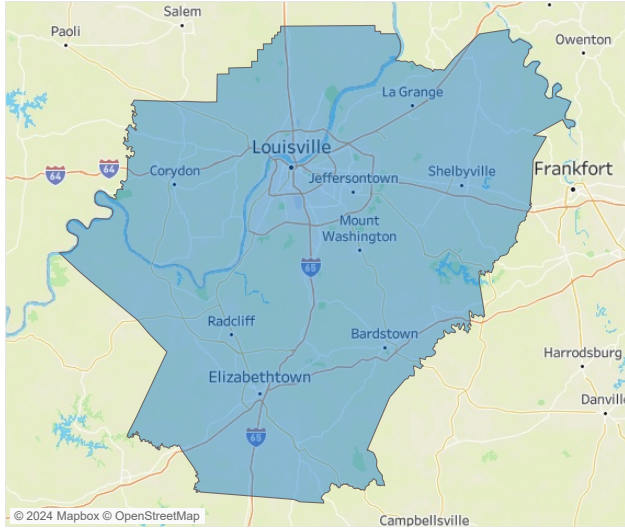 Salem
Paoli
Owenton
La Grange
Louisville
64
64
Corydon
Jeffersontown
Shelbyville
Frankfort
Mount
Washington
65
Radcliff
Bardstown
Harrodsburg
Elizabethtown
Danvill
65
© 2024 Mapbox © OpenStreetMap
Campbellsville